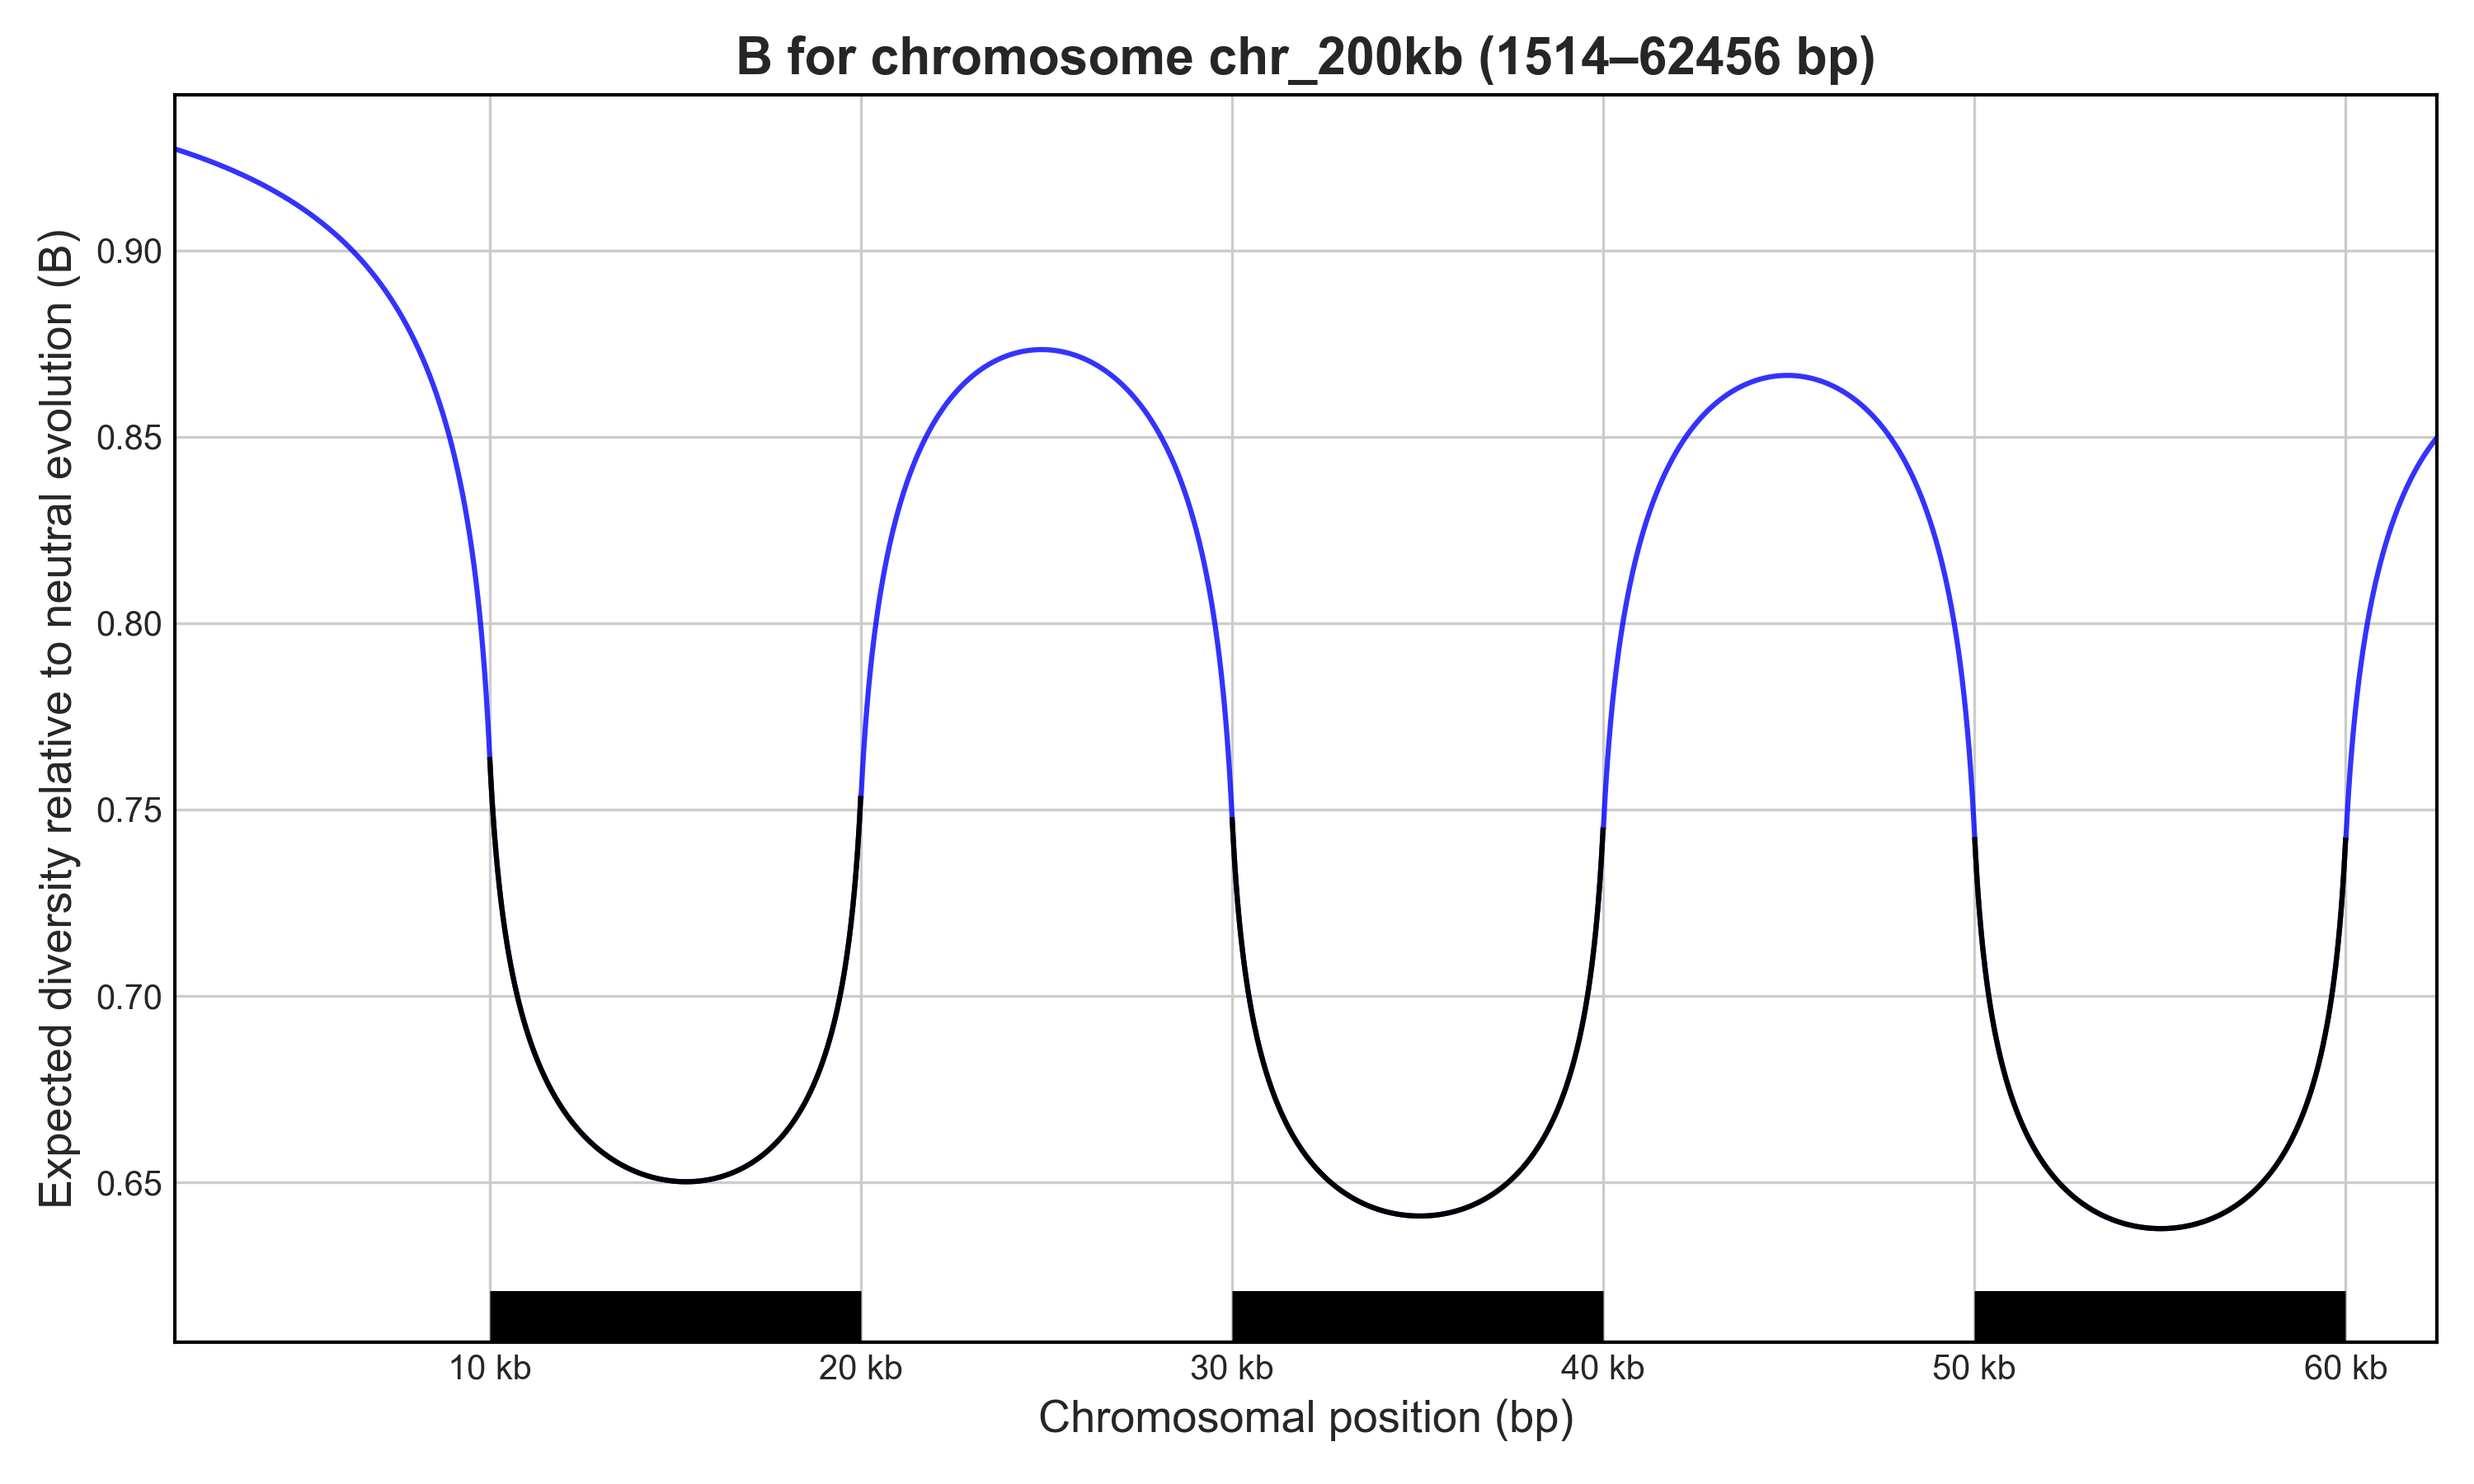 B for chromosome chr_200kb (1514–62456 bp)
Expected diversity relative to neutral evolution (B)
0.90
0.85
0.80
0.75
0.70
0.65
10 kb
20 kb
30 kb
40 kb
50 kb
60 kb
Chromosomal position (bp)